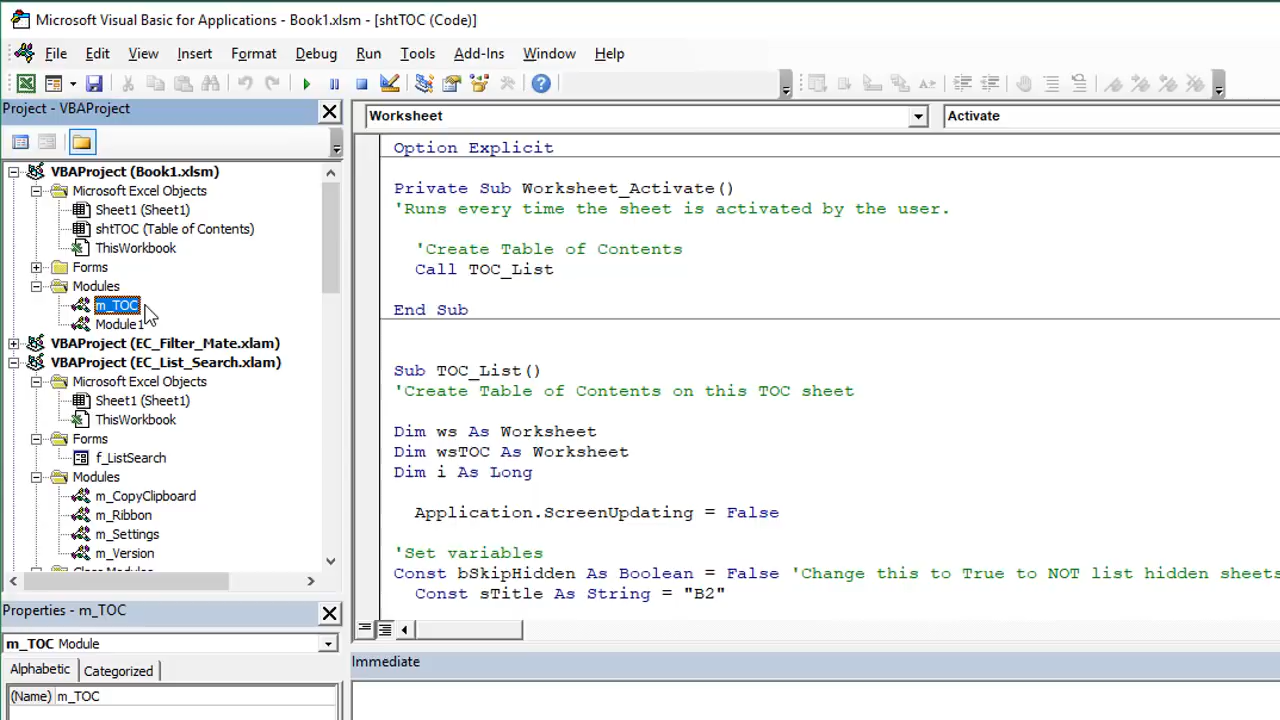 Microsoft Visual Basic for Applications - Book1.xlsm - [shtTOC (Code)]
File Edit View Insert Format Debug Run Tools Add-Ins Window Help
Project - VBAProject
VBAProject (Book1.xlsm)
Microsoft Excel Objects
Sheet1 (Sheet1)
shtTOC (Table of Contents)
ThisWorkbook
Forms
Modules
m_TOC
Module1
VBAProject (EC_Filter_Mate.xlam)
VBAProject (EC_List_Search.xlam)
Microsoft Excel Objects
Sheet1 (Sheet1)
ThisWorkbook
Forms
f_ListSearch
Modules
m_CopyClipboard
m_Ribbon
m_Settings
m_Version
Class Modules
Properties - m_TOC
m_TOC Module
Alphabetic Categorized
(Name) m_TOC
Worksheet Activate
Option Explicit
Private Sub Worksheet_Activate()
'Runs every time the sheet is activated by the user.
'Create Table of Contents
Call TOC_List
End Sub
Sub TOC_List()
'Create Table of Contents on this TOC sheet
Dim ws As Worksheet
Dim wsTOC As Worksheet
Dim i As Long
Application.ScreenUpdating = False
'Set variables
Const bSkipHidden As Boolean = False 'Change this to True to NOT list hidden sheets
Const sTitle As String = "B2"
Immediate